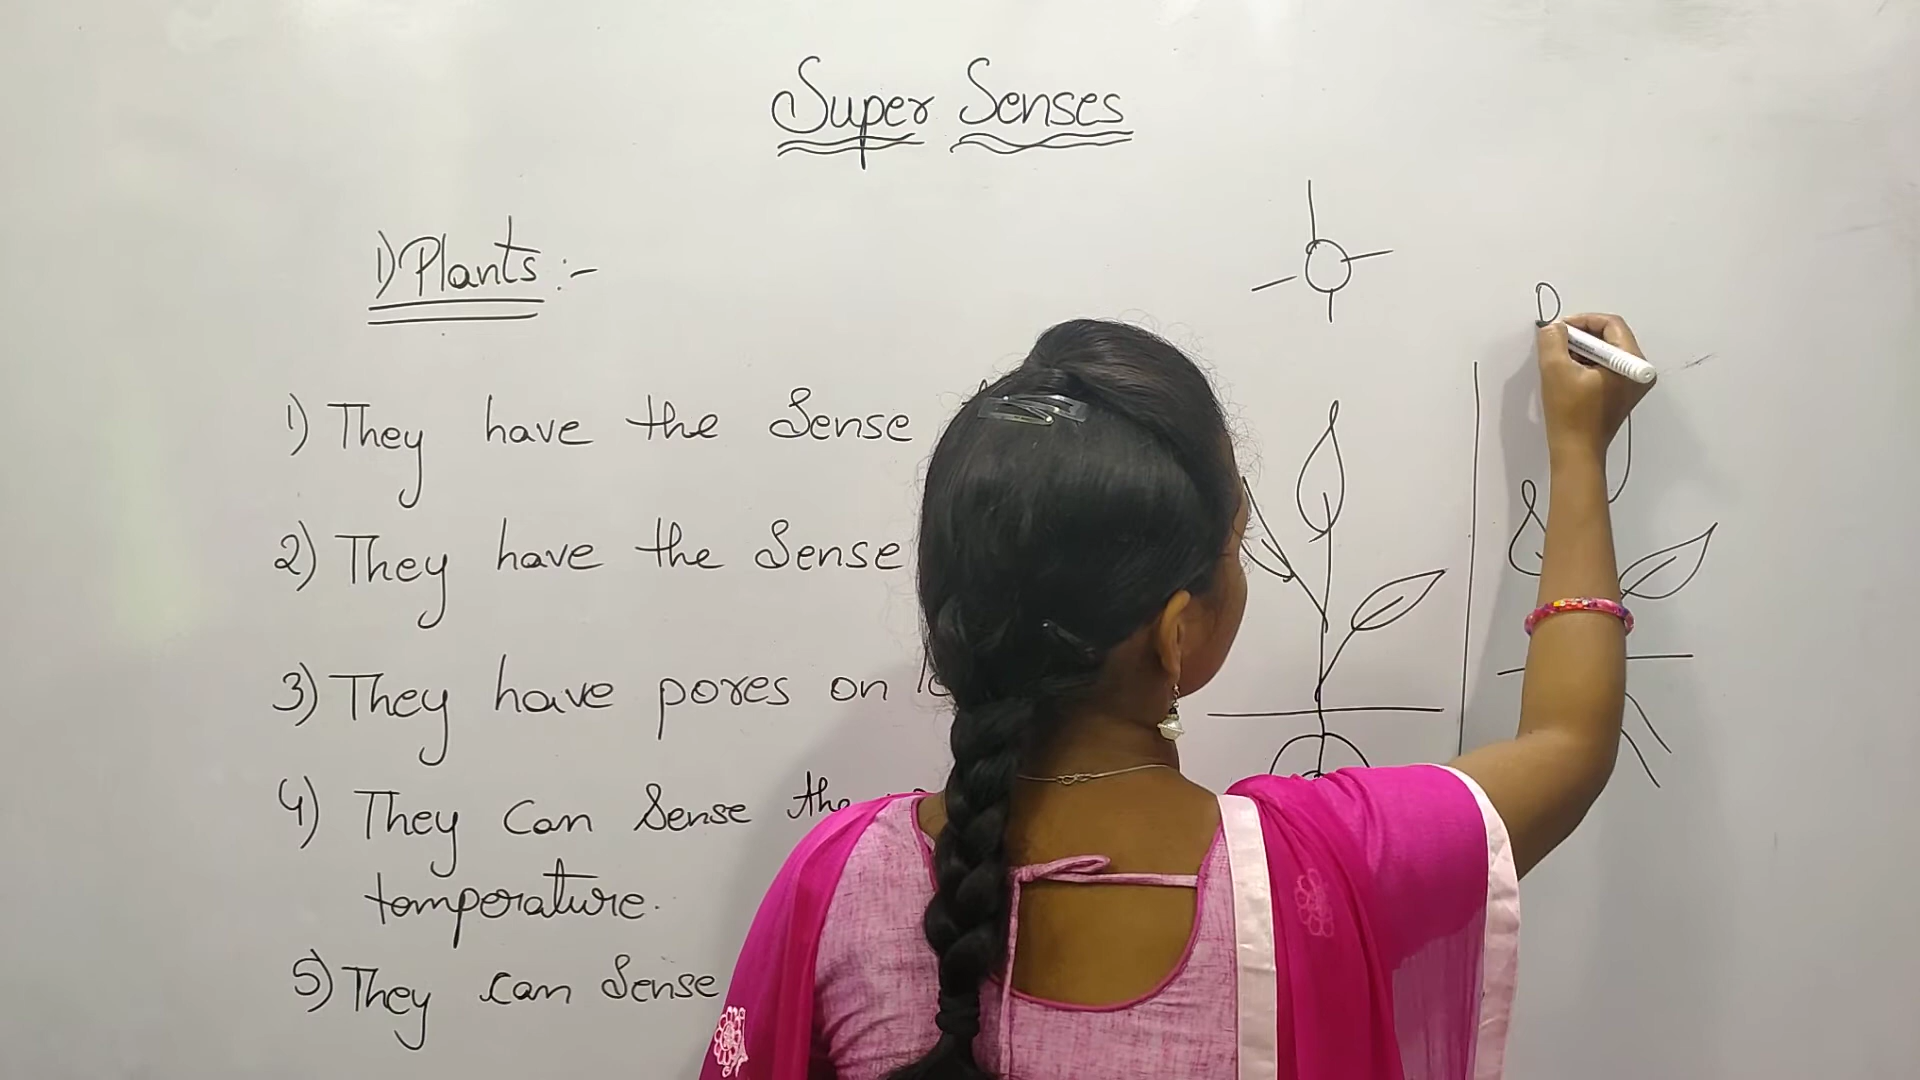 Super Senses
1) Plants :-
1) They have the Sense
2) They have the Sense
3) They have pores on
4) They can Sense the
temperature.
5) They can Sense
D